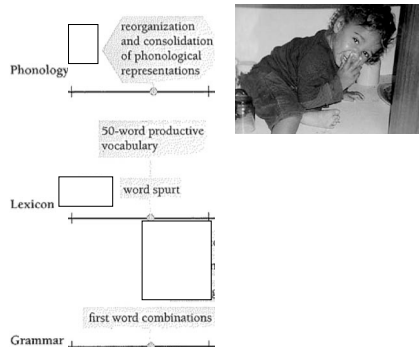 reorganization
and consolidation
of phonological
representations
Phonology
50-word productive
vocabulary
word spurt
Lexicon
first word combinations
Grammar